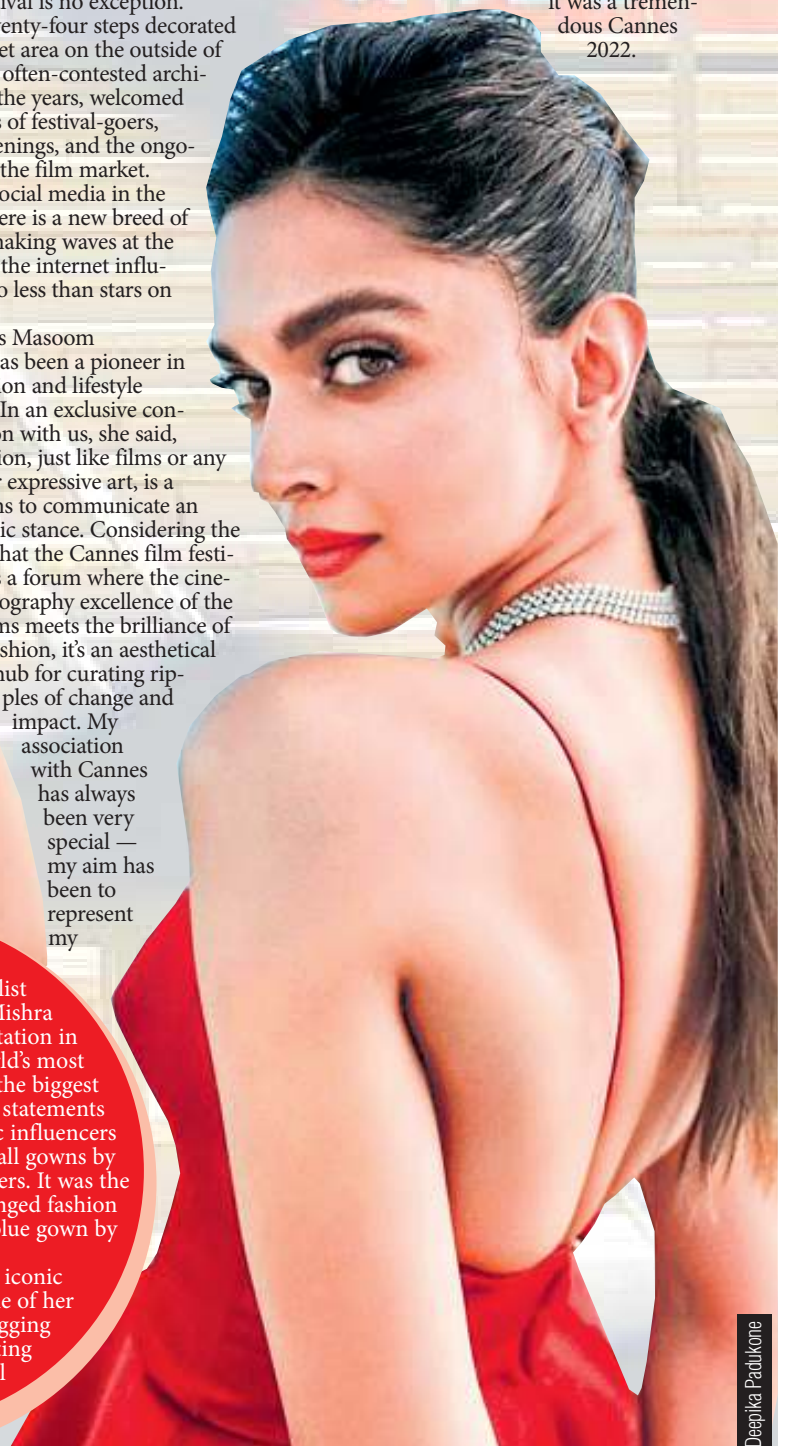 ival is no exception.
enty-four steps decorated
et area on the outside of
often-contested archi-
the years, welcomed
s of festival-goers,
enings, and the ongo-
the film market.
ocial media in the
ere is a new breed of
naking waves at the
the internet influ-
o less than stars on
s Masoom
as been a pioneer in
ion and lifestyle
In an exclusive con-
on with us, she said,
ion, just like films or any
r expressive art, is a
ns to communicate an
ic stance. Considering the
hat the Cannes film festi-
s a forum where the cine-
ography excellence of the
ms meets the brilliance of
shion, it’s an aesthetical
hub for curating rip-
ples of change and
impact. My
association
with Cannes
has always
been very
special —
my aim has
been to
represent
my
it was a tremen-
dous Cannes
2022.
list
Mishra
tation in
rld’s most
the biggest
statements
c influencers
all gowns by
ers. It was the
nged fashion
blue gown by
iconic
e of her
gging
ting
l
Deepika Padukone